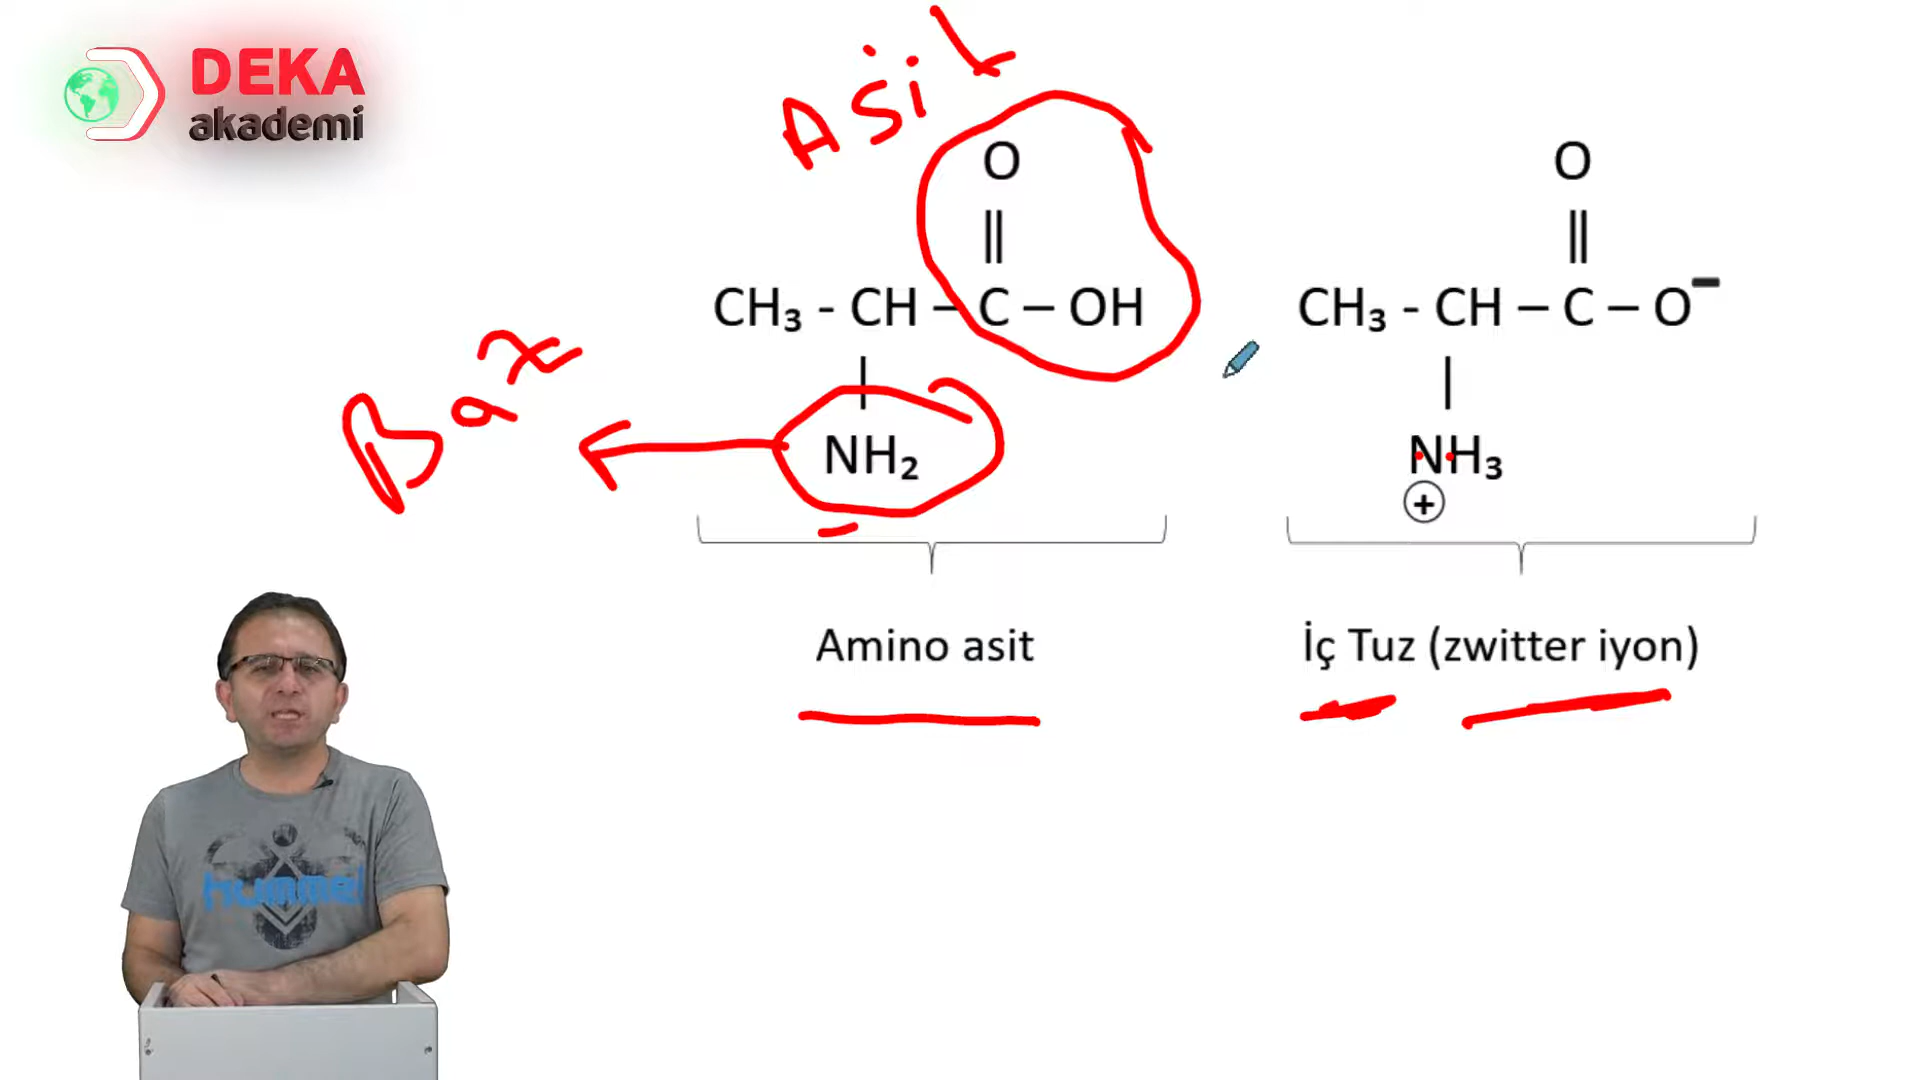 DEKA
akademi
Asit
O
||
CH₃ - CH – C – OH
|
NH₂
Baz
Amino asit
O
||
CH₃ - CH – C – O⁻
|
NH₃
+
İç Tuz (zwitter iyon)
hummel